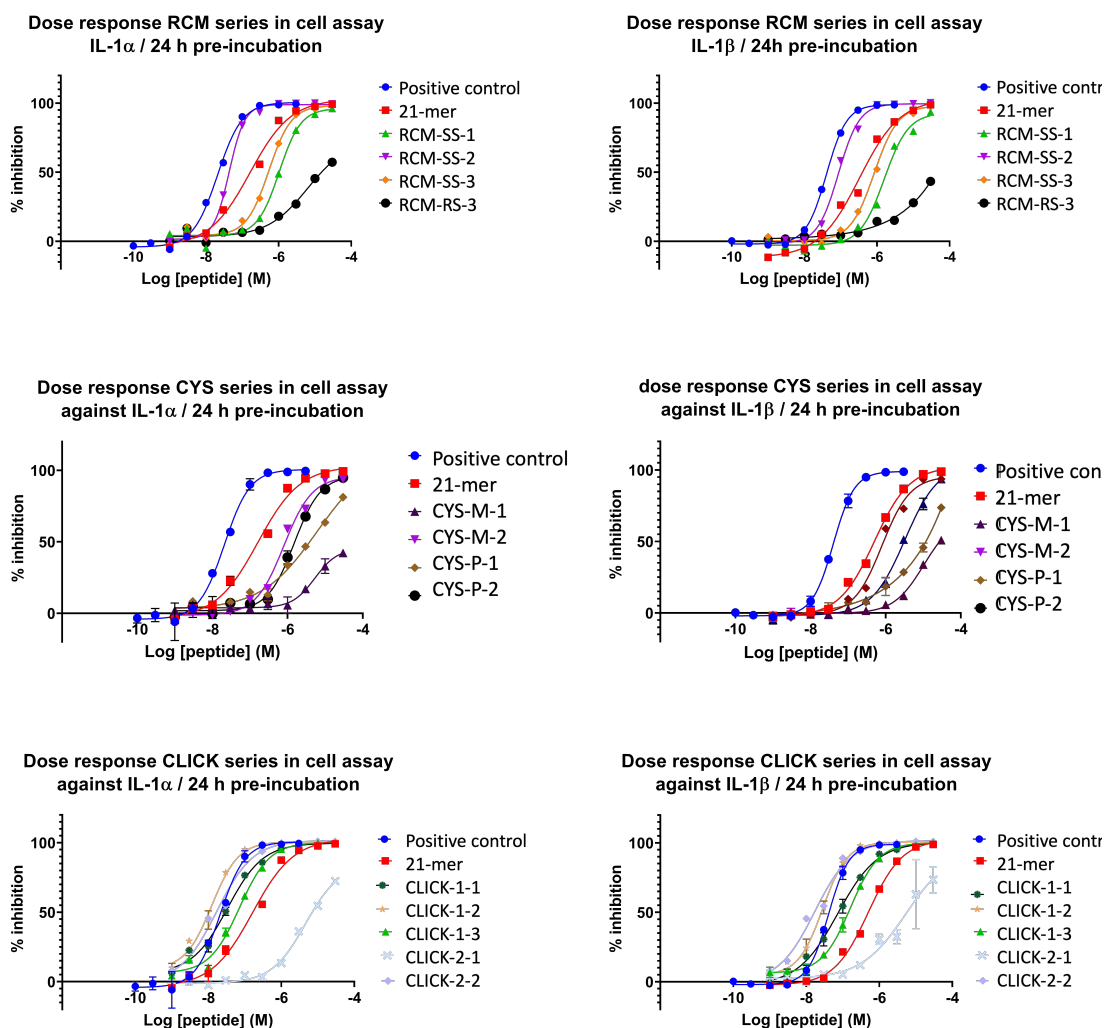 Dose response RCM series in cell assay
IL-1α / 24 h pre-incubation
% inhibition
100
50
0
-10
-8
-6
-4
Log [peptide] (M)
Positive control
21-mer
RCM-SS-1
RCM-SS-2
RCM-SS-3
RCM-RS-3
Dose response RCM series in cell assay
IL-1β / 24h pre-incubation
% inhibition
100
50
0
-10
-8
-6
-4
Log [peptide] (M)
Positive contr
21-mer
RCM-SS-1
RCM-SS-2
RCM-SS-3
RCM-RS-3
Dose response CYS series in cell assay
against IL-1α / 24 h pre-incubation
% inhibition
100
50
0
-10
-8
-6
-4
Log [peptide] (M)
Positive control
21-mer
CYS-M-1
CYS-M-2
CYS-P-1
CYS-P-2
dose response CYS series in cell assay
against IL-1β / 24 h pre-incubation
% inhibition
100
50
0
-10
-8
-6
-4
Log [peptide] (M)
Positive con
21-mer
CYS-M-1
CYS-M-2
CYS-P-1
CYS-P-2
Dose response CLICK series in cell assay
against IL-1α / 24 h pre-incubation
% inhibition
100
50
0
-10
-8
-6
-4
Log [peptide] (M)
Positive control
21-mer
CLICK-1-1
CLICK-1-2
CLICK-1-3
CLICK-2-1
CLICK-2-2
Dose response CLICK series in cell assay
against IL-1β / 24 h pre-incubation
% inhibition
100
50
0
-10
-8
-6
-4
Log [peptide] (M)
Positive contr
21-mer
CLICK-1-1
CLICK-1-2
CLICK-1-3
CLICK-2-1
CLICK-2-2